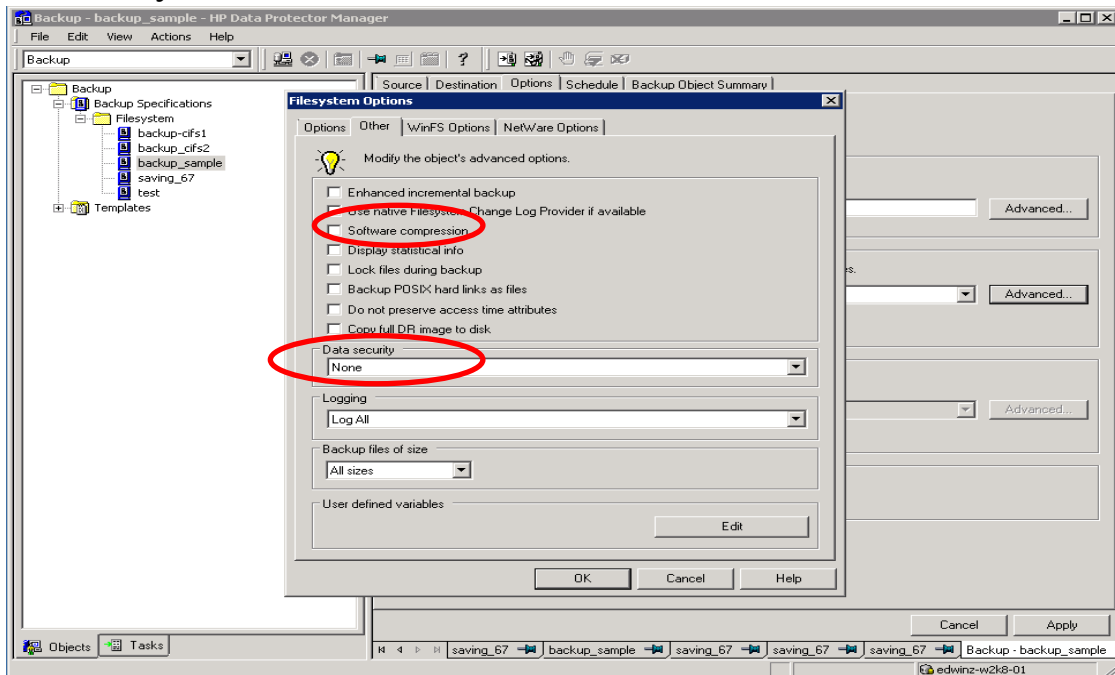 Backup - backup_sample - HP Data Protector Manager
File Edit View Actions Help
Backup
Backup
Backup Specifications
Filesystem
backup-cifs1
backup_cifs2
backup_sample
saving_67
test
Templates
Source Destination Options Schedule Backup Object Summary
Filesystem Options
Options Other WinFS Options NetWare Options
Modify the object's advanced options.
Enhanced incremental backup
Use native Filesystem Change Log Provider if available
Software compression
Display statistical info
Lock files during backup
Backup POSIX hard links as files
Do not preserve access time attributes
Copy full DR image to disk
Data security
None
Logging
Log All
Backup files of size
All sizes
User defined variables
Edit
OK Cancel Help
Advanced...
es.
Advanced...
Advanced...
Cancel Apply
Objects Tasks
saving_67 backup_sample saving_67 saving_67 saving_67 Backup - backup_sample
edwinz-w2k8-01